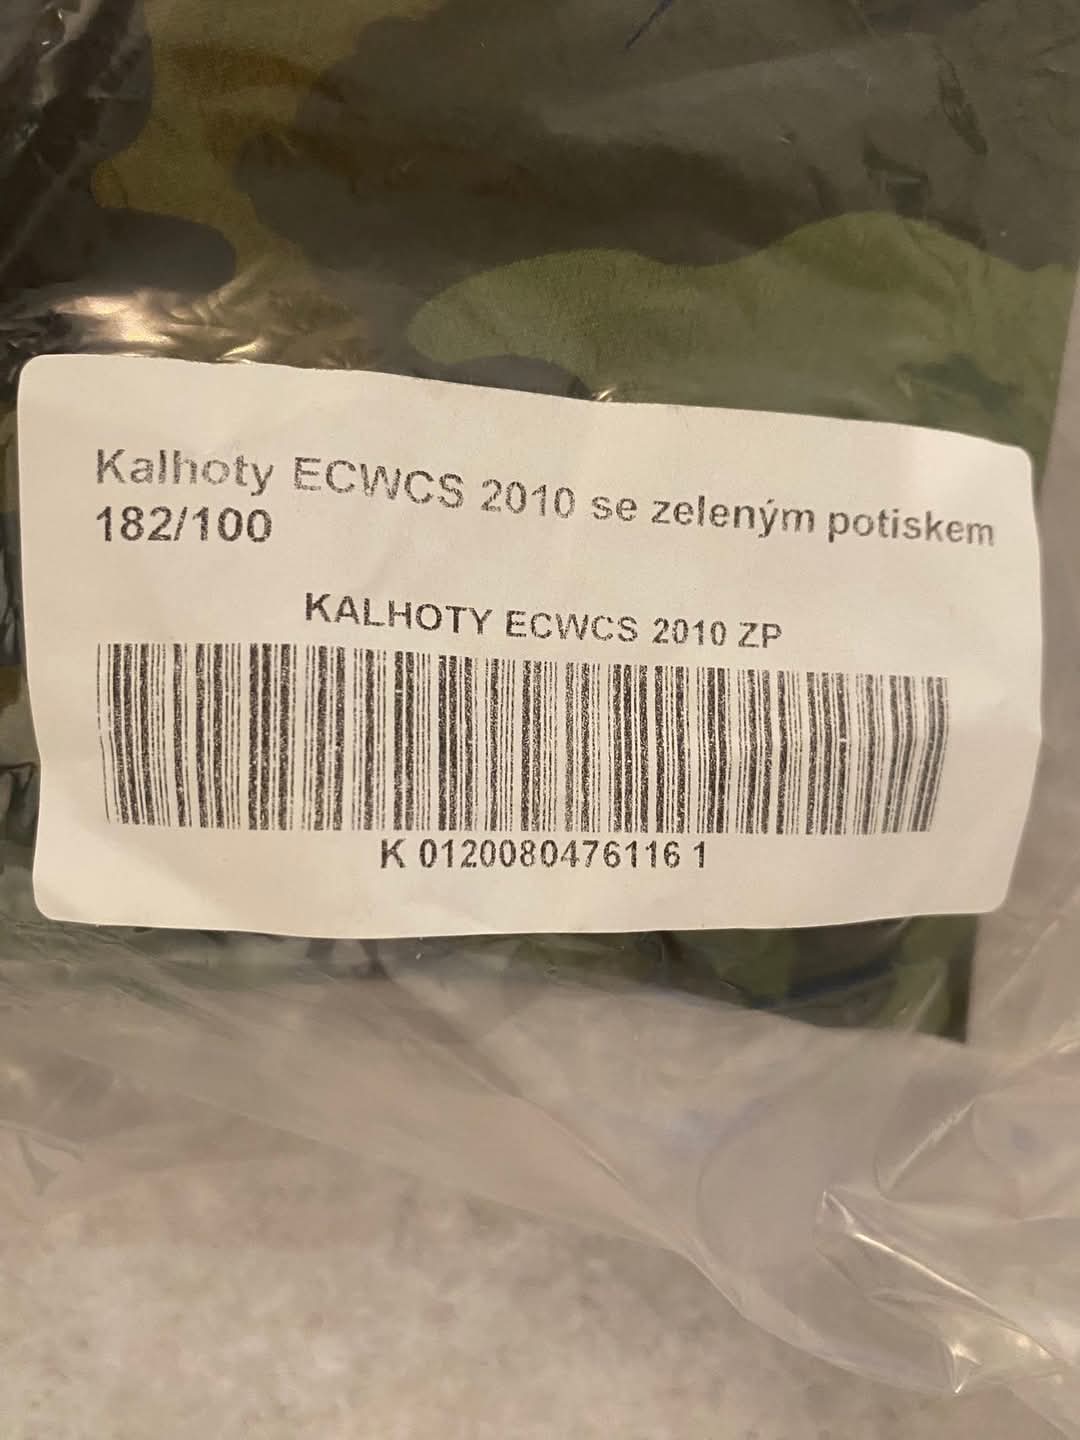 Kalhoty ECWCS 2010 se zeleným potiskem
182/100
KALHOTY ECWCS 2010 ZP
K 01200804761161